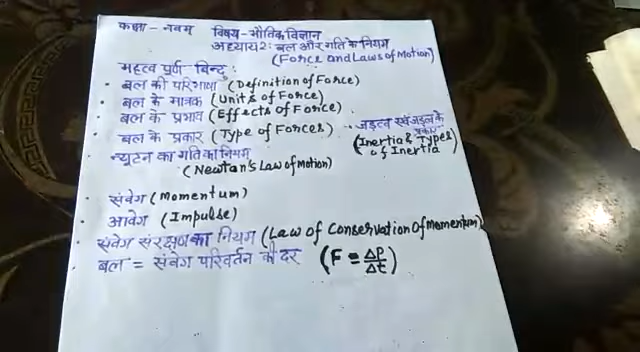 कक्षा - नवम् विषय - भौतिक विज्ञान
अध्याय 2: बल और गति के नियम
(Force and Laws of Motion)
महत्व पूर्ण बिन्दु:
• बल की परिभाषा (Definition of Force)
• बल के मात्रक (Units of Force)
• बल के प्रभाव (Effects of Force)
• बल के प्रकार (Type of Forces)
• जड़त्व एवं जड़त्व के प्रकार
(Inertia & Types of Inertia
• न्यूटन का गति का नियम
(Newtan's Law of Motion)
• संवेग (Momentum)
• आवेग (Impulse)
• संवेग संरक्षण का नियम (Law of Conservation Of Momentum)
• बल = संवेग परिवर्तन की दर (F = Δp/Δt)